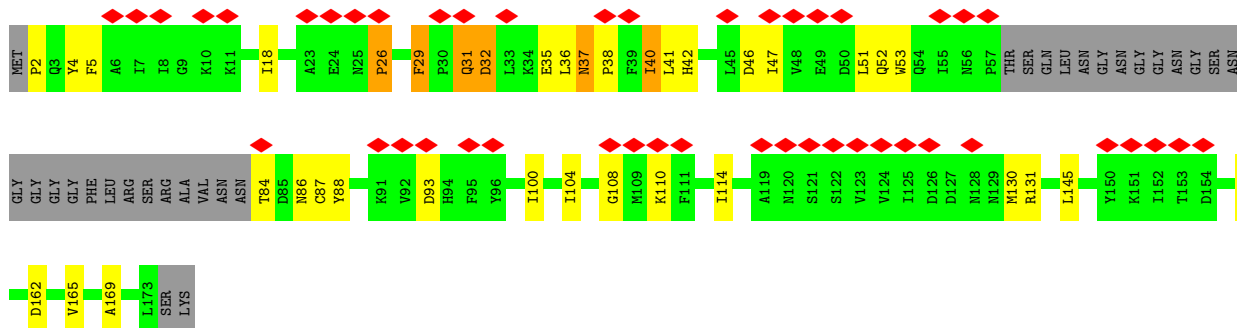 MET P2 Q3 Y4 F5 A6 I7 I8 G9 K10 K11 I18 A23 E24 N25 P26 F29 P30 Q31 D32 L33 K34 E35 L36 N37 P38 F39 I40 L41 H42 L45 D46 I47 V48 E49 D50 L51 Q52 W53 Q54 I55 N56 P57 THR SER GLN LEU ASN GLY ASN GLY GLY ASN GLY SER ASN
GLY GLY GLY GLY PHE LEU ARG SER ARG ALA VAL ASN ASN T84 D85 N86 C87 Y88 K91 V92 D93 H94 F95 Y96 I100 I104 G108 M109 K110 F111 I114 A119 N120 S121 S122 V123 V124 I125 D126 D127 N128 N129 M130 R131 L145 Y150 K151 I152 T153 D154
D162 V165 A169 L173 SER LYS